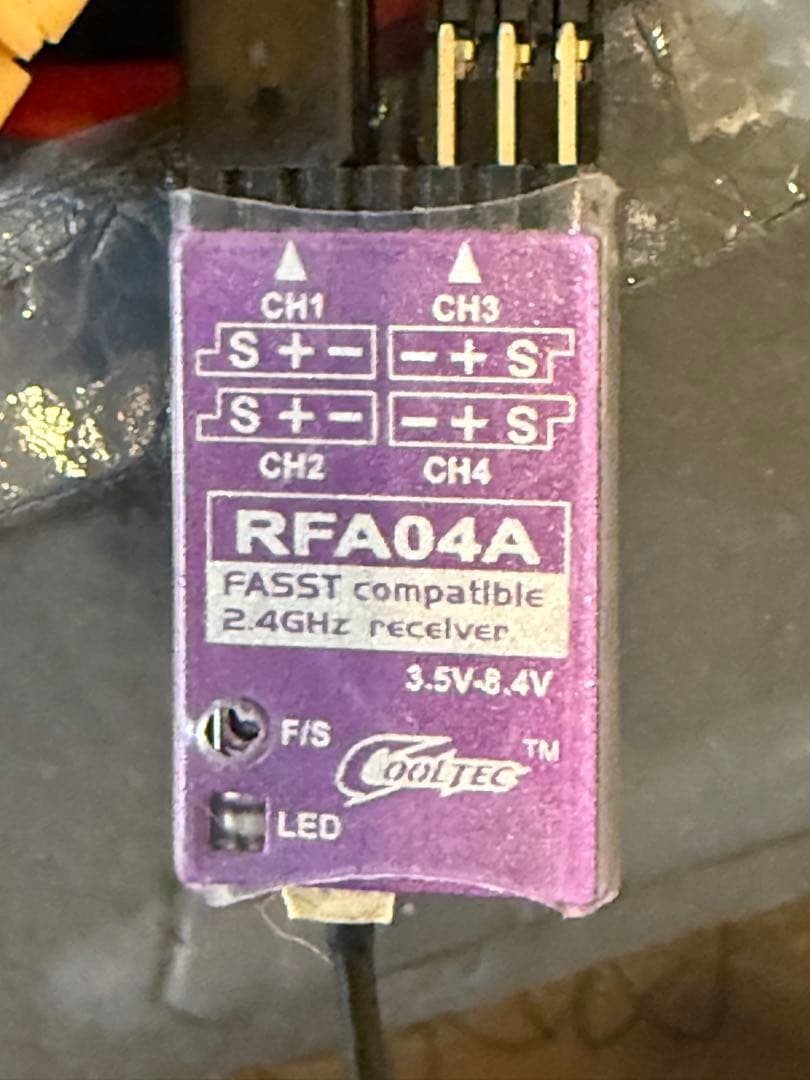 CH1 CH3
S + − − + S
S + − − + S
CH2 CH4
RFA04A
FASST compatible
2.4GHz receiver
3.5V-8.4V
F/S
COOLTEC TM
LED